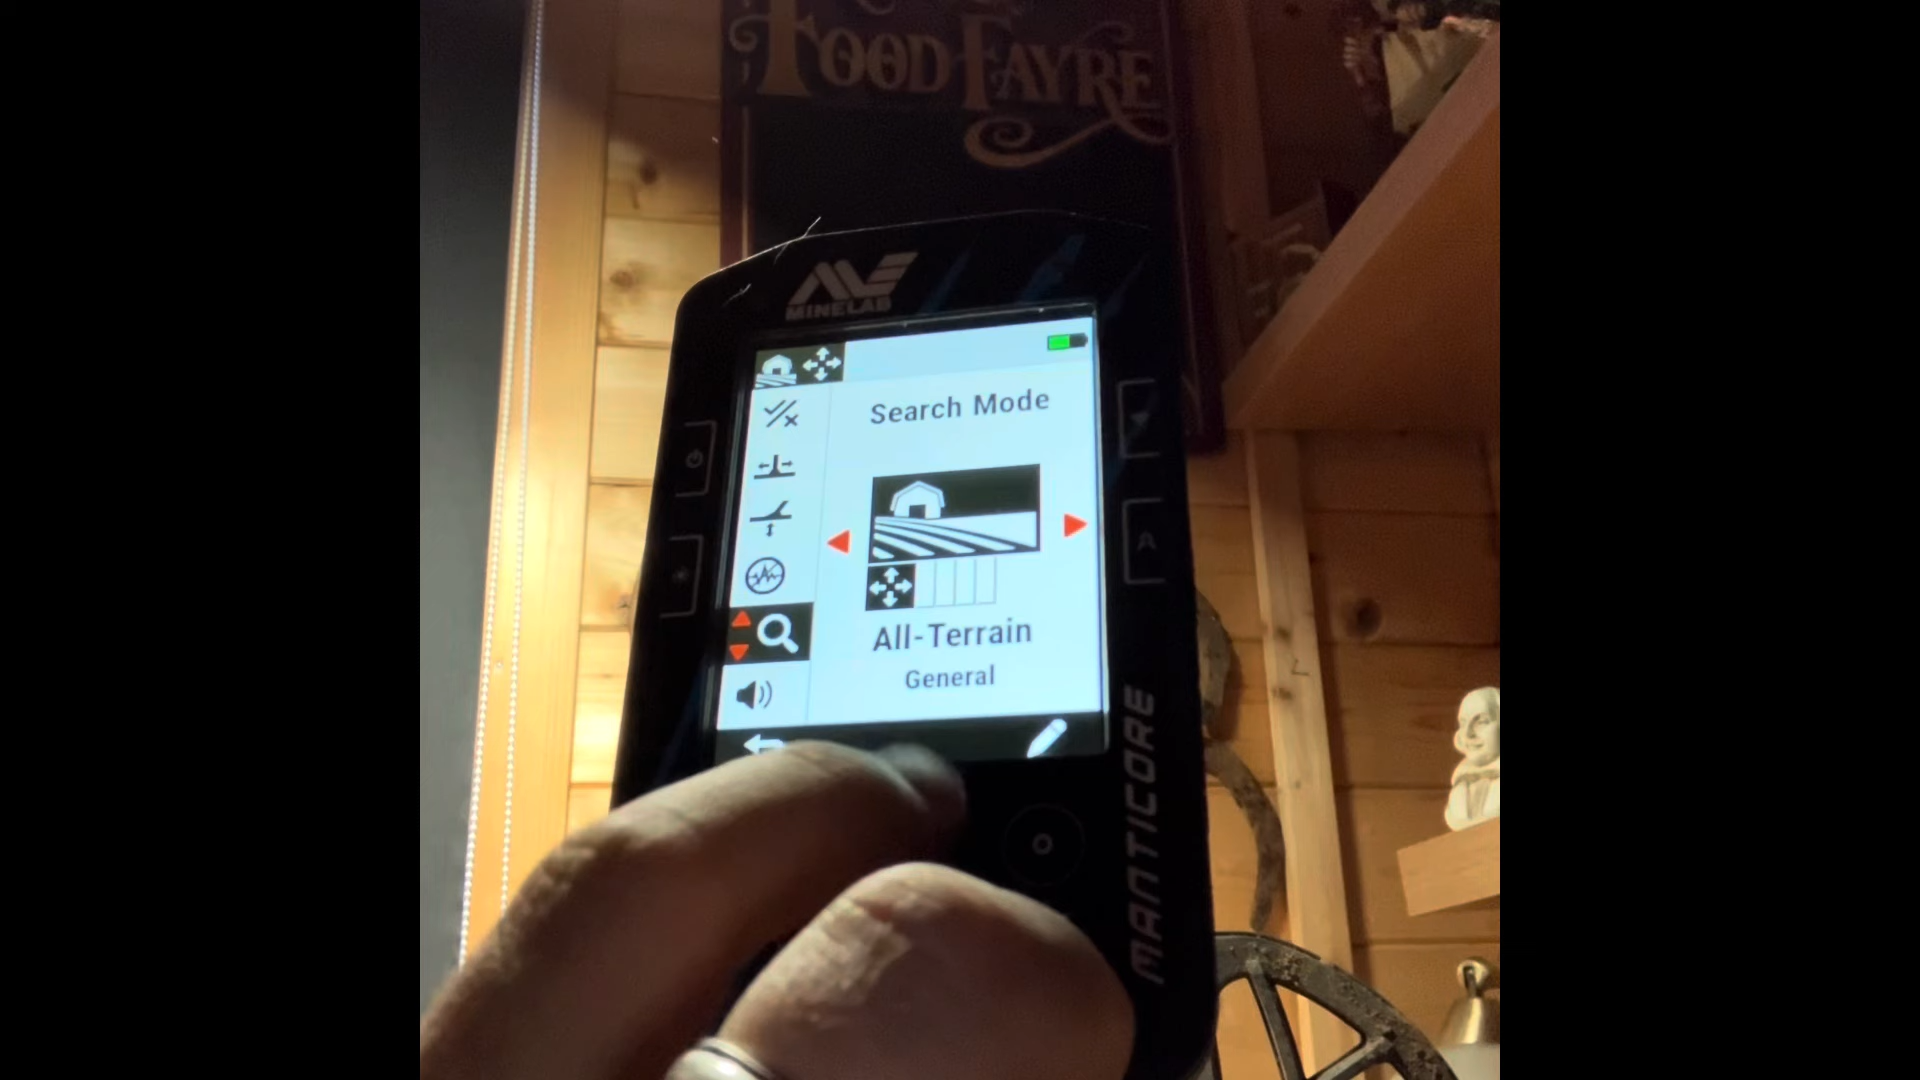 FOOD FAYRE
MINELAB
Search Mode
All-Terrain
General
MANTICORE